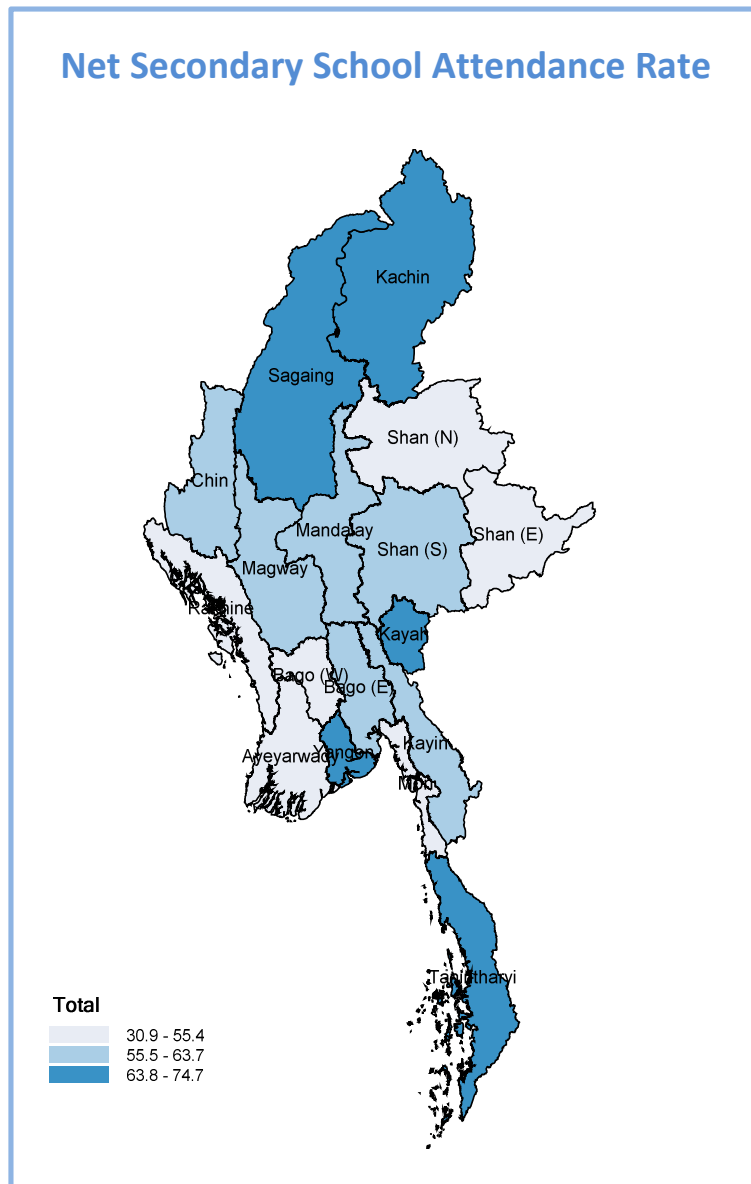 Net Secondary School Attendance Rate
Kachin
Sagaing
Shan (N)
Chin
Mandalay
Shan (E)
Shan (S)
Magway
Rakhine
Kayah
Bago (W)
Bago (E)
Kayin
Yangon
Ayeyarwady
Mon
Tanintharyi
Total
30.9 - 55.4
55.5 - 63.7
63.8 - 74.7